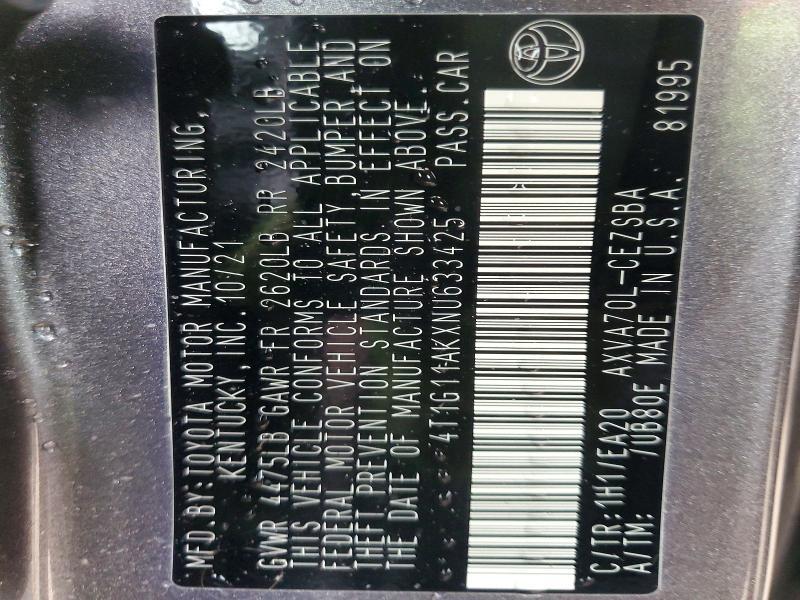 MFD.BY:TOYOTA MOTOR MANUFACTURING,
KENTUCKY, INC. 10/21
GVWR 4475LB GAWR FR 2620LB RR 2420LB
THIS VEHICLE CONFORMS TO ALL APPLICABLE
FEDERAL MOTOR VEHICLE SAFETY, BUMPER AND
THEFT PREVENTION STANDARDS IN EFFECT ON
THE DATE OF MANUFACTURE SHOWN ABOVE.
4T1G11AKXNU633425 PASS.CAR
C/TR:1H1/EA20 AXVA70L-CEZSBA
A/TM: /UB80E MADE IN U.S.A. 81995